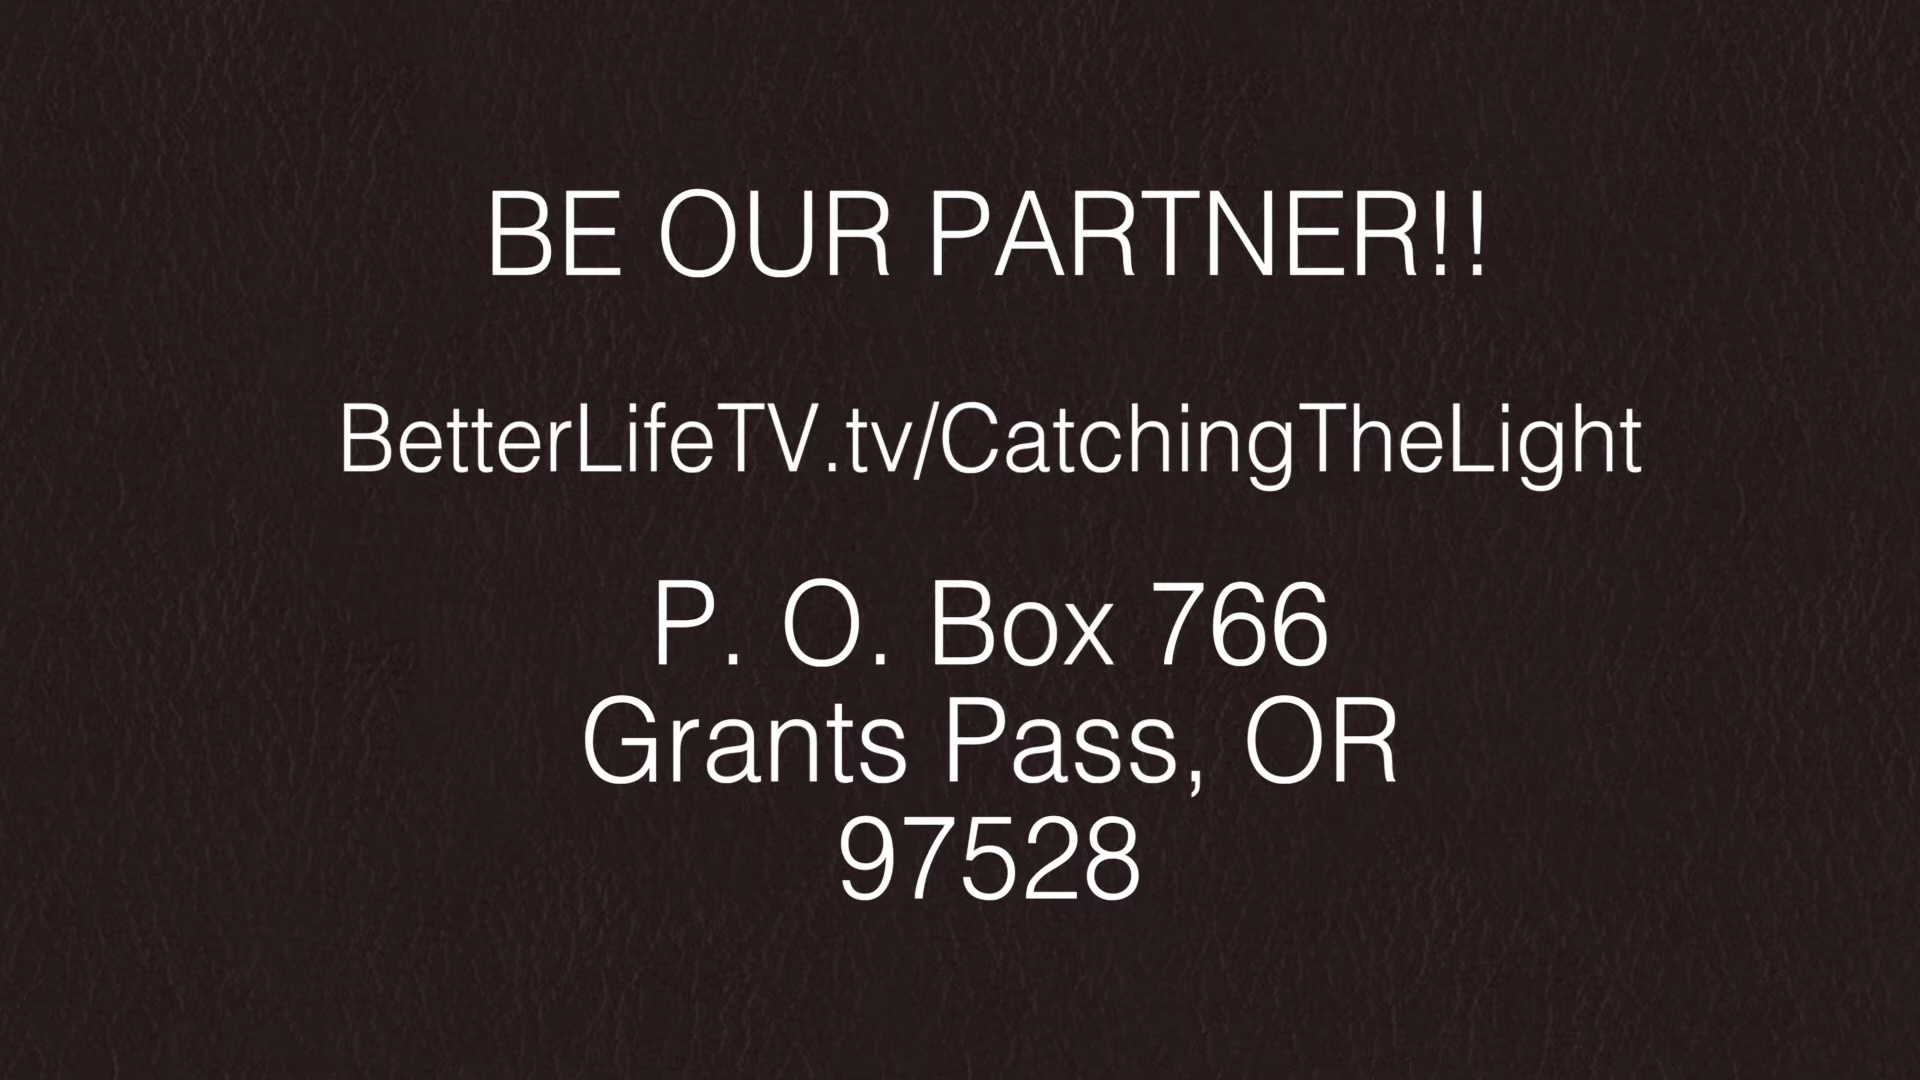 BE OUR PARTNER!!
BetterLifeTV.tv/CatchingTheLight
P. O. Box 766
Grants Pass, OR
97528